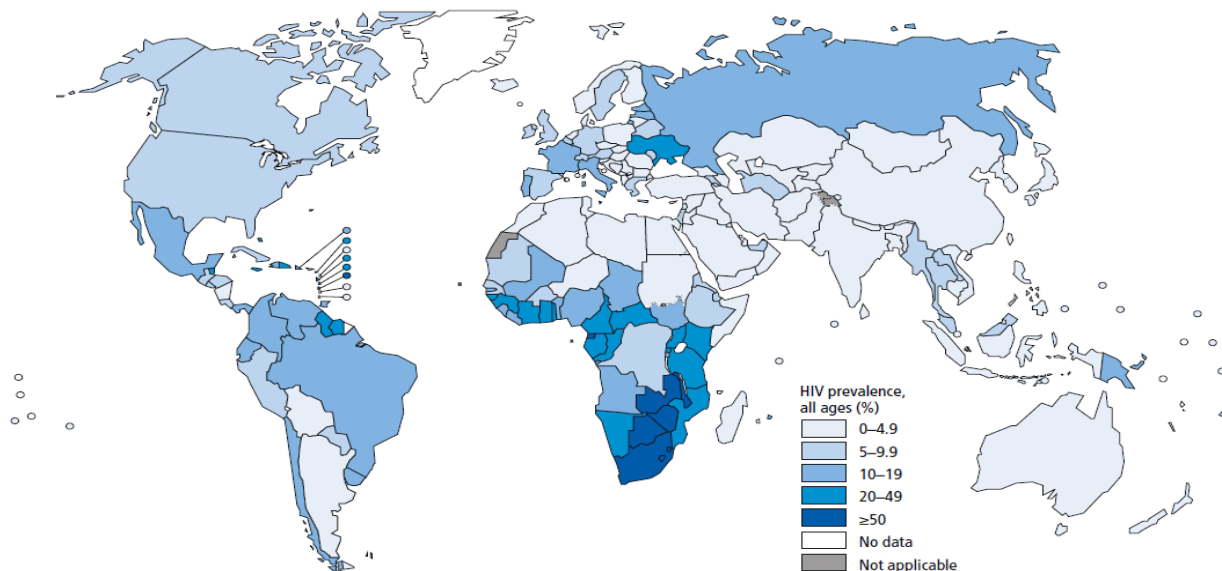 HIV prevalence,
all ages (%)
0–4.9
5–9.9
10–19
20–49
≥50
No data
Not applicable